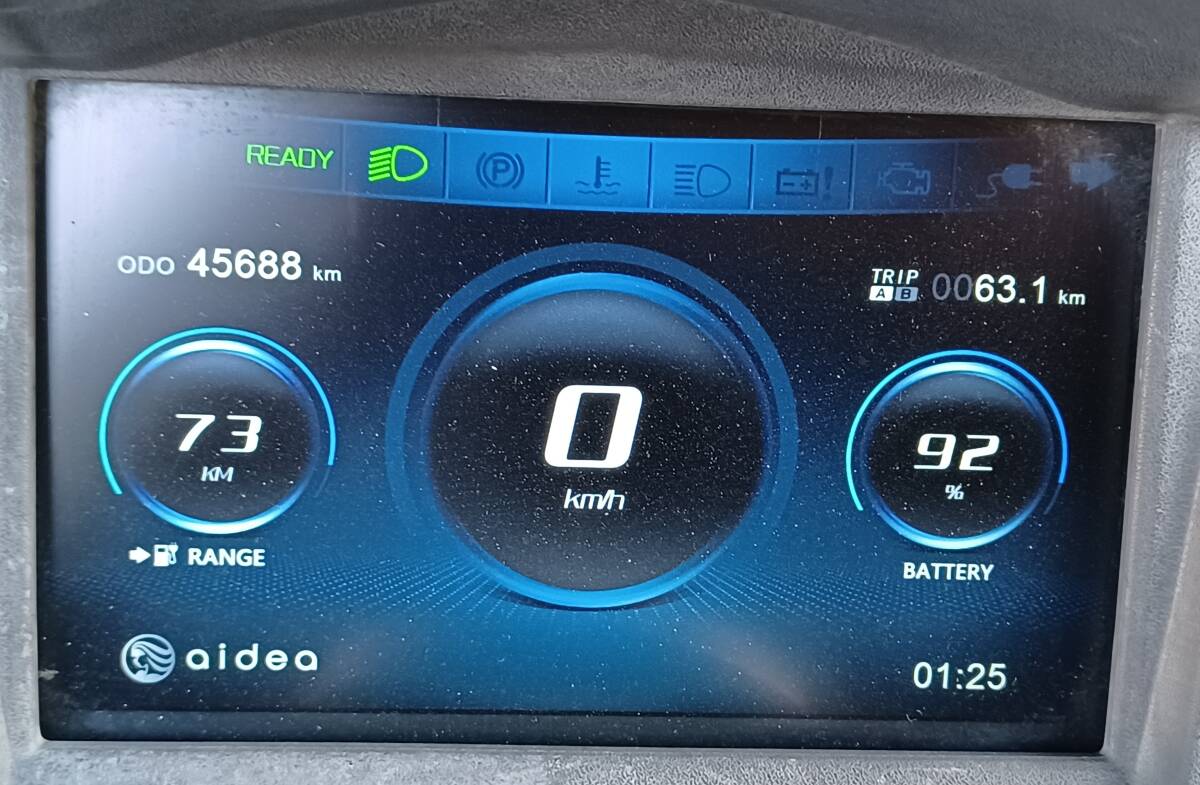 READY
P
ODO 45688 km
TRIP
A B
0063.1 km
73
KM
RANGE
0
km/h
92
%
BATTERY
aidea
01:25